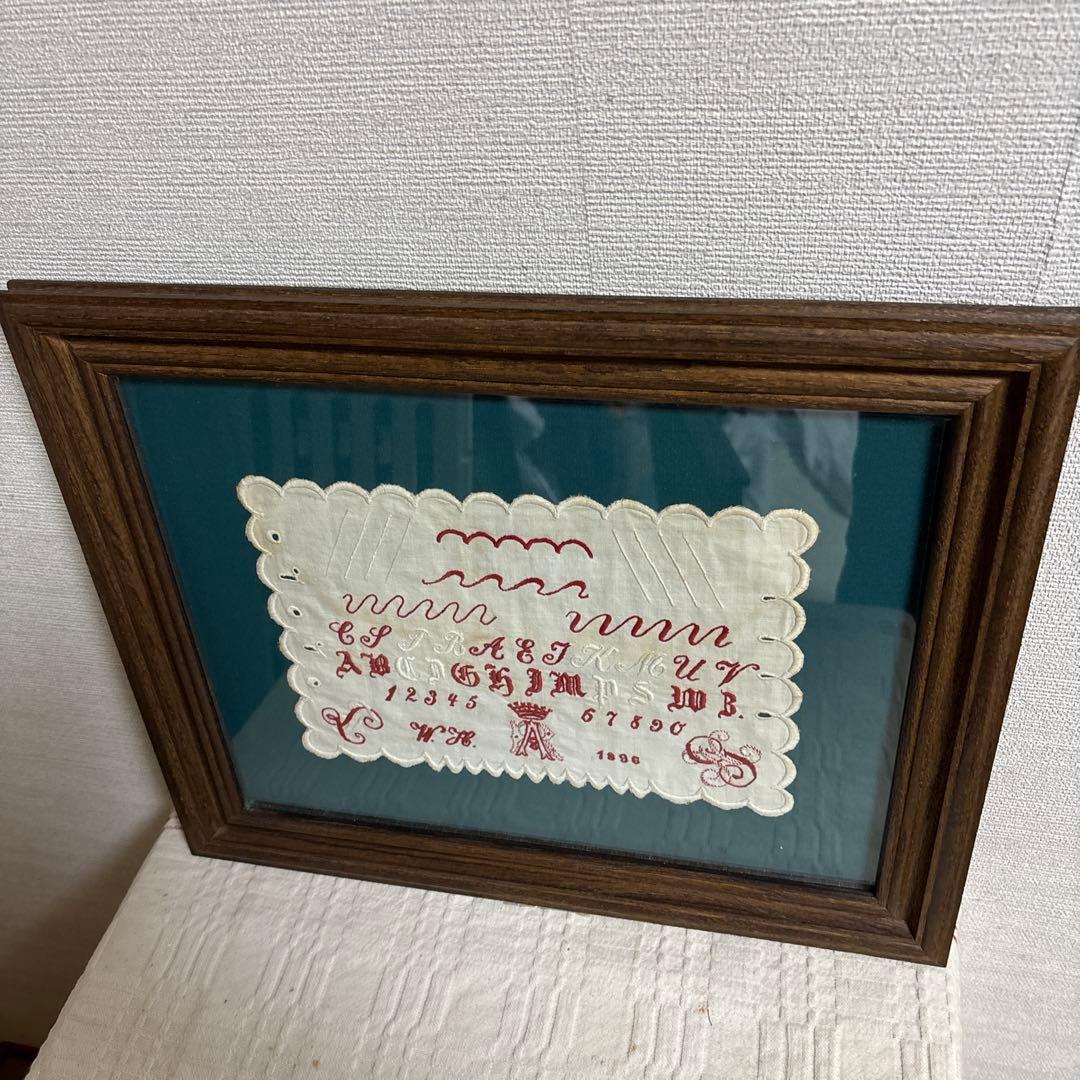 C S T B A E J K M U V
A B C D G H I M P S W B.
1 2 3 4 5 6 7 8 9 0
W.H. A 1896